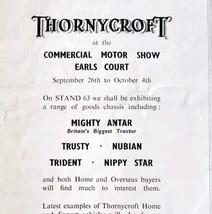 THORNYCROFT
at the
COMMERCIAL MOTOR SHOW
EARLS COURT
September 26th to October 4th
On STAND 63 we shall be exhibiting
a range of goods chassis including:
MIGHTY ANTAR
Britain's Biggest Tractor
TRUSTY · NUBIAN
TRIDENT · NIPPY STAR
and both Home and Overseas buyers
will find much to interest them.
Latest examples of Thornycroft Home